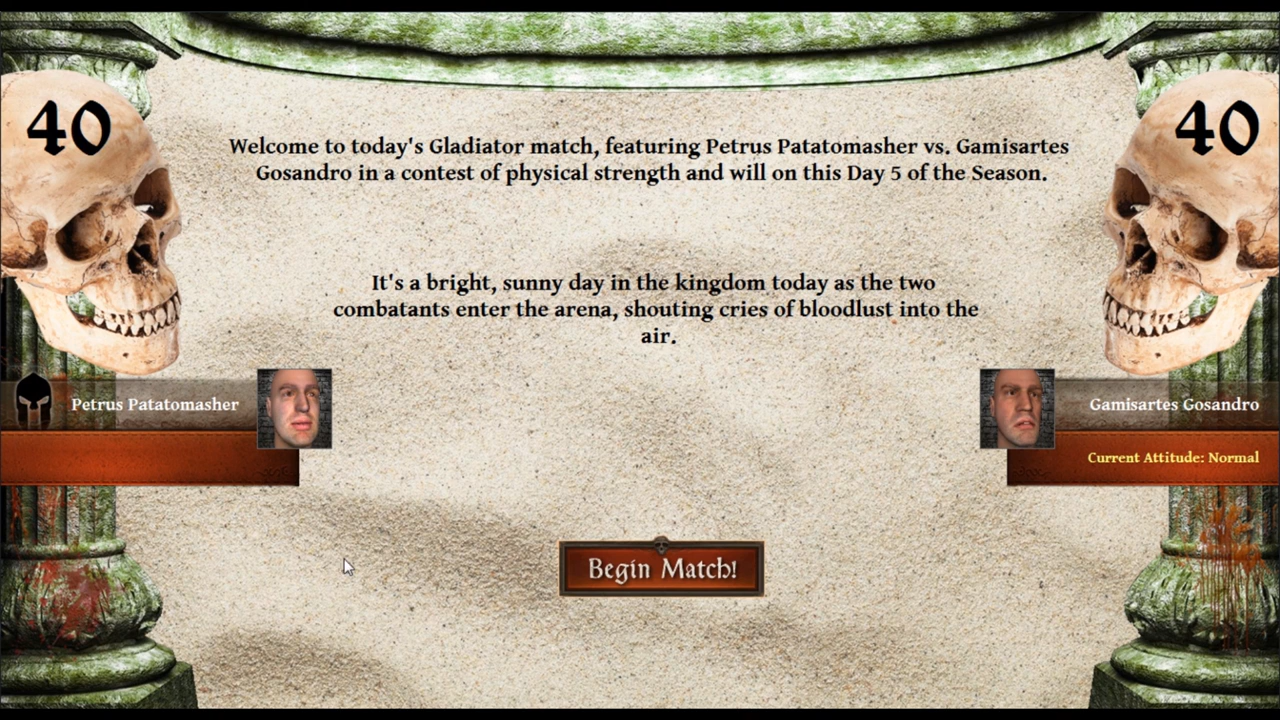 40
40
Welcome to today's Gladiator match, featuring Petrus Patatomasher vs. Gamisartes
Gosandro in a contest of physical strength and will on this Day 5 of the Season.
It's a bright, sunny day in the kingdom today as the two
combatants enter the arena, shouting cries of bloodlust into the
air.
Petrus Patatomasher
Gamisartes Gosandro
Current Attitude: Normal
Begin Match!